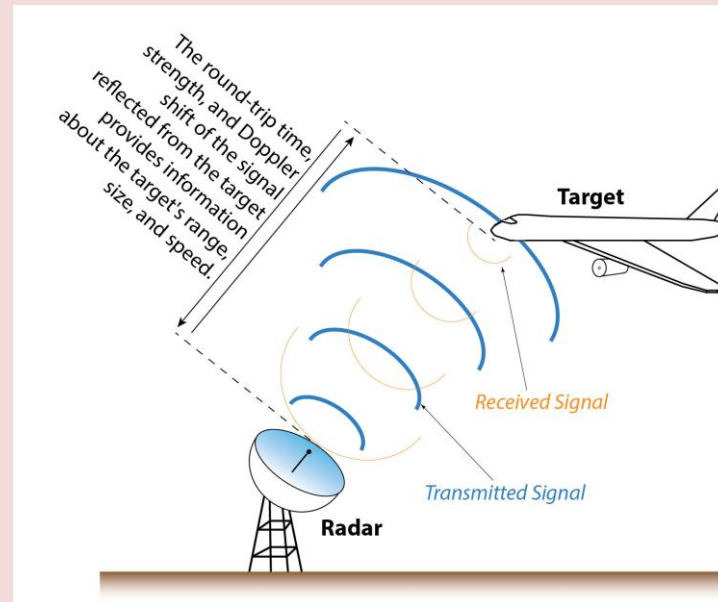 The round-trip time,
strength, and Doppler
shift of the signal
reflected from the target
provides information
about the target's range,
size, and speed.
Target
Received Signal
Transmitted Signal
Radar